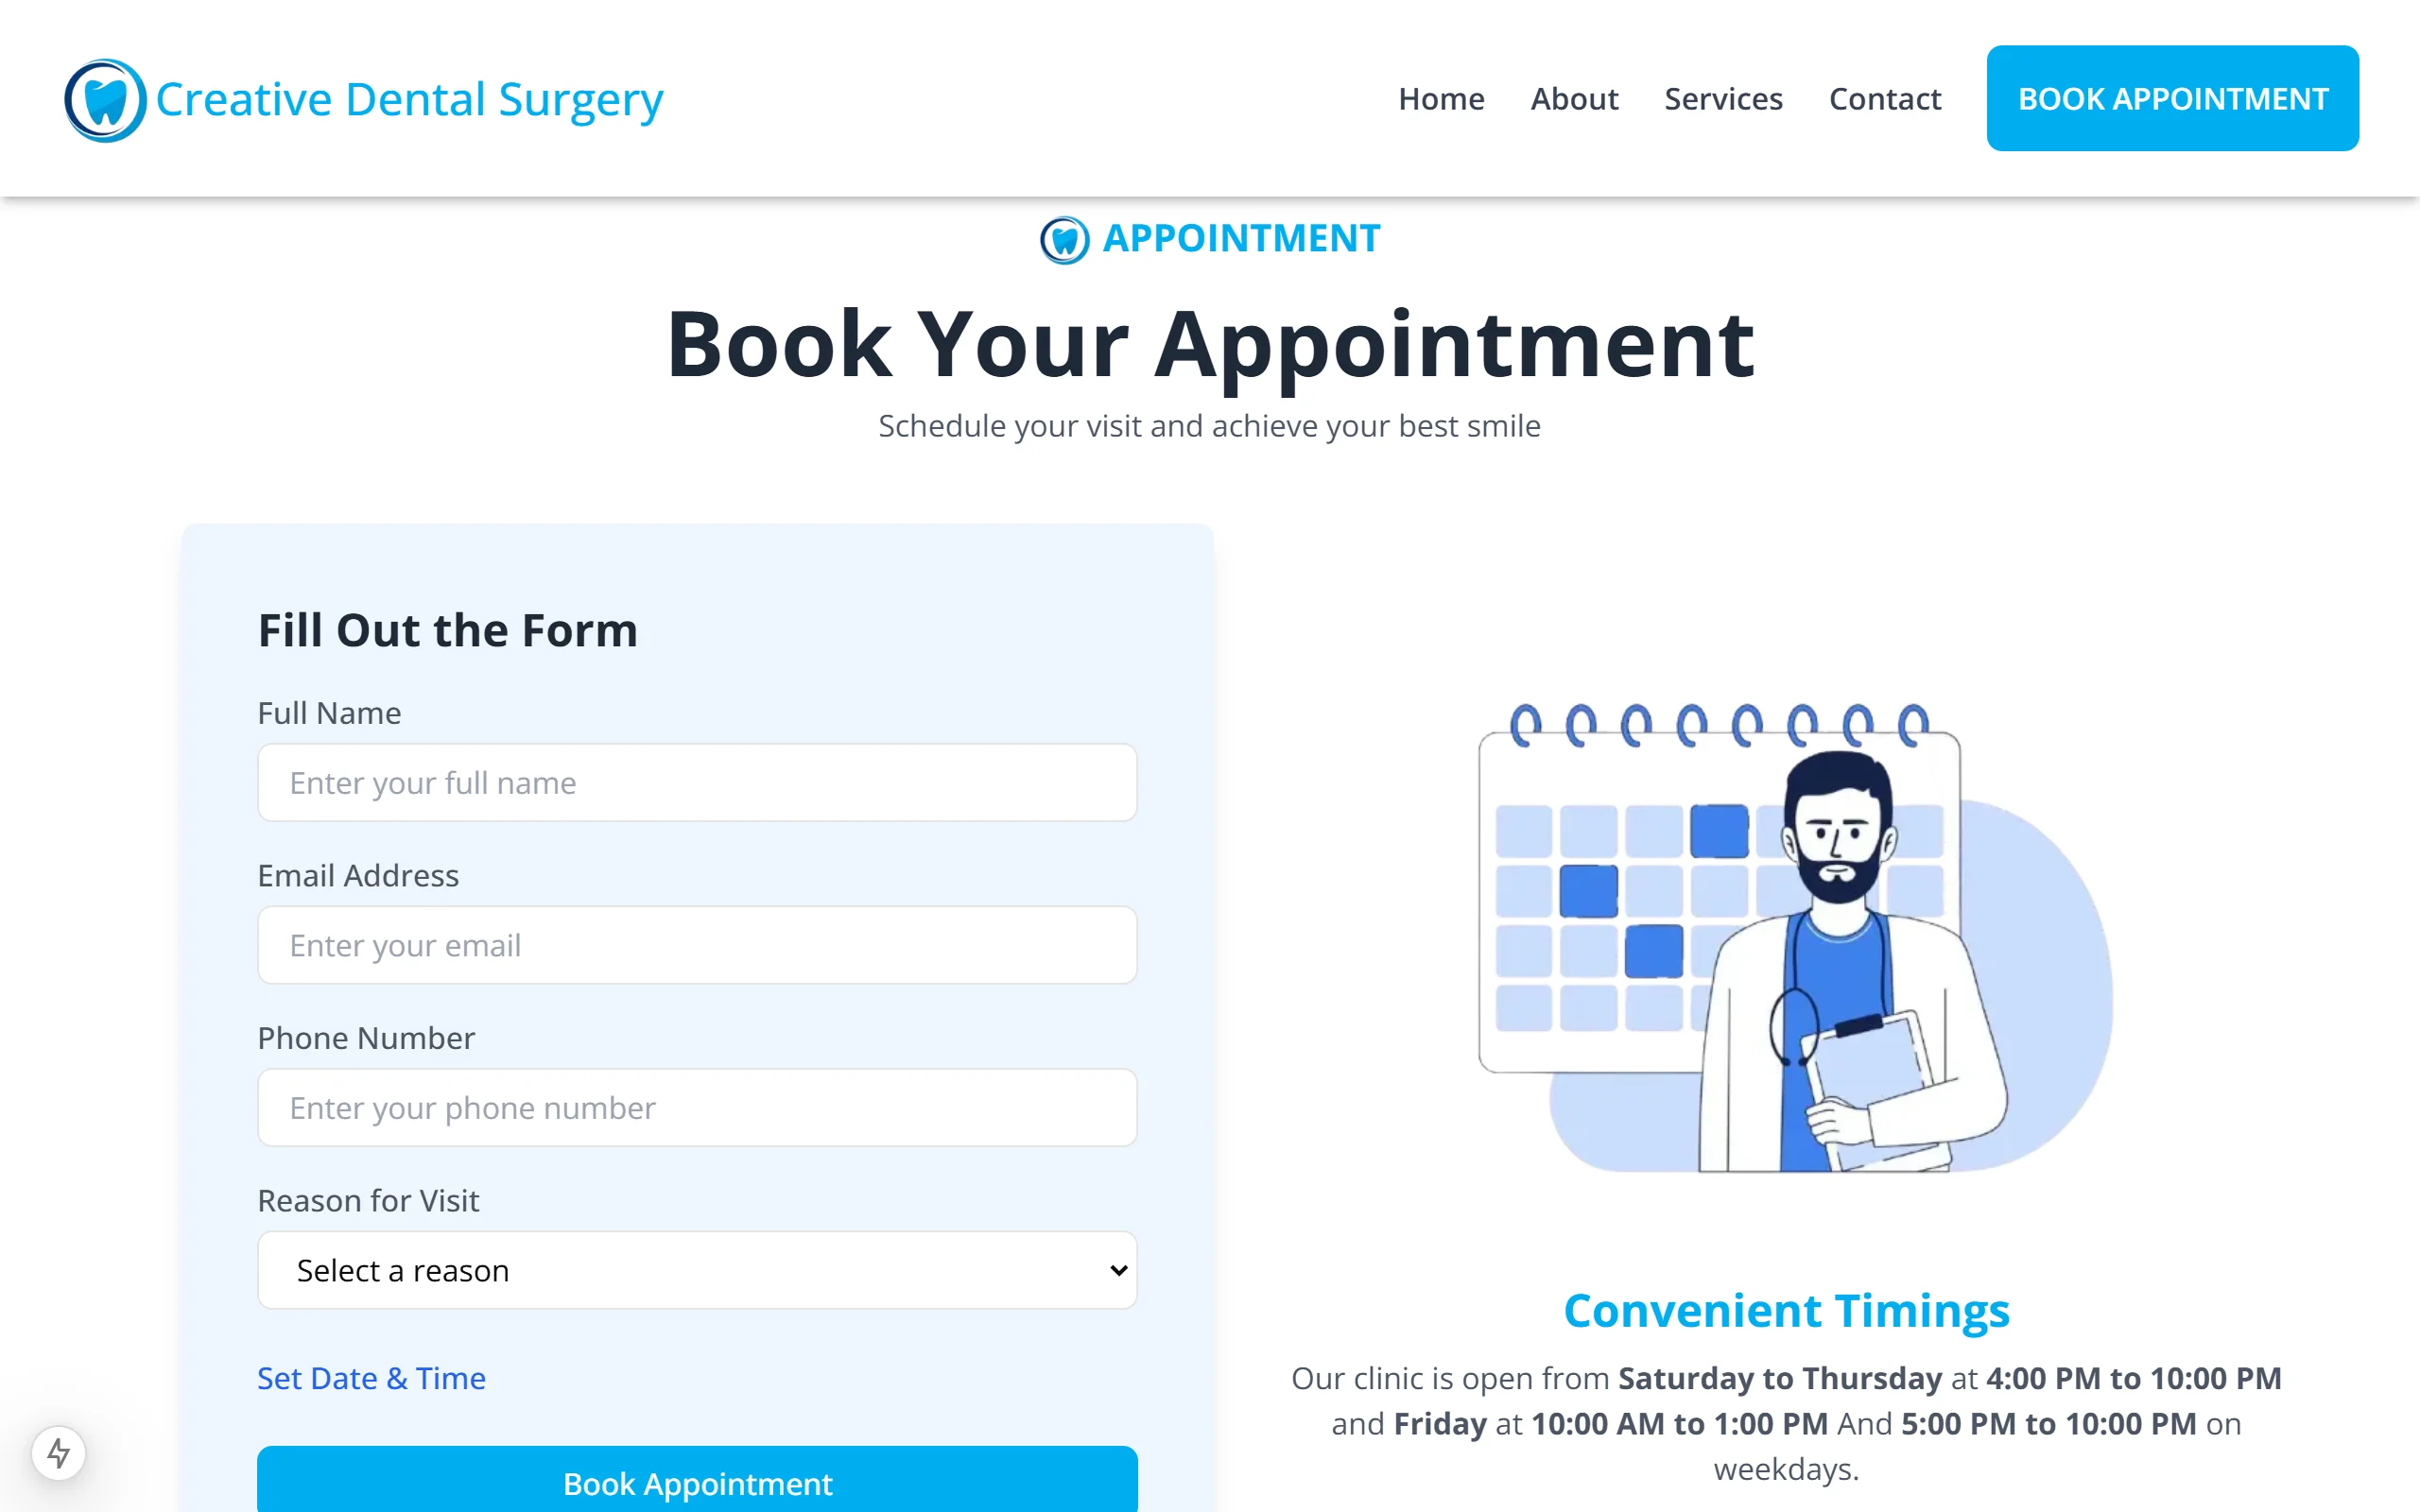 Creative Dental Surgery
Home
About
Services
Contact
BOOK APPOINTMENT
APPOINTMENT
Book Your Appointment
Schedule your visit and achieve your best smile
Fill Out the Form
Full Name
Enter your full name
Email Address
Enter your email
Phone Number
Enter your phone number
Reason for Visit
Select a reason
Set Date & Time
Book Appointment
Convenient Timings
Our clinic is open from Saturday to Thursday at 4:00 PM to 10:00 PM
and Friday at 10:00 AM to 1:00 PM And 5:00 PM to 10:00 PM on
weekdays.